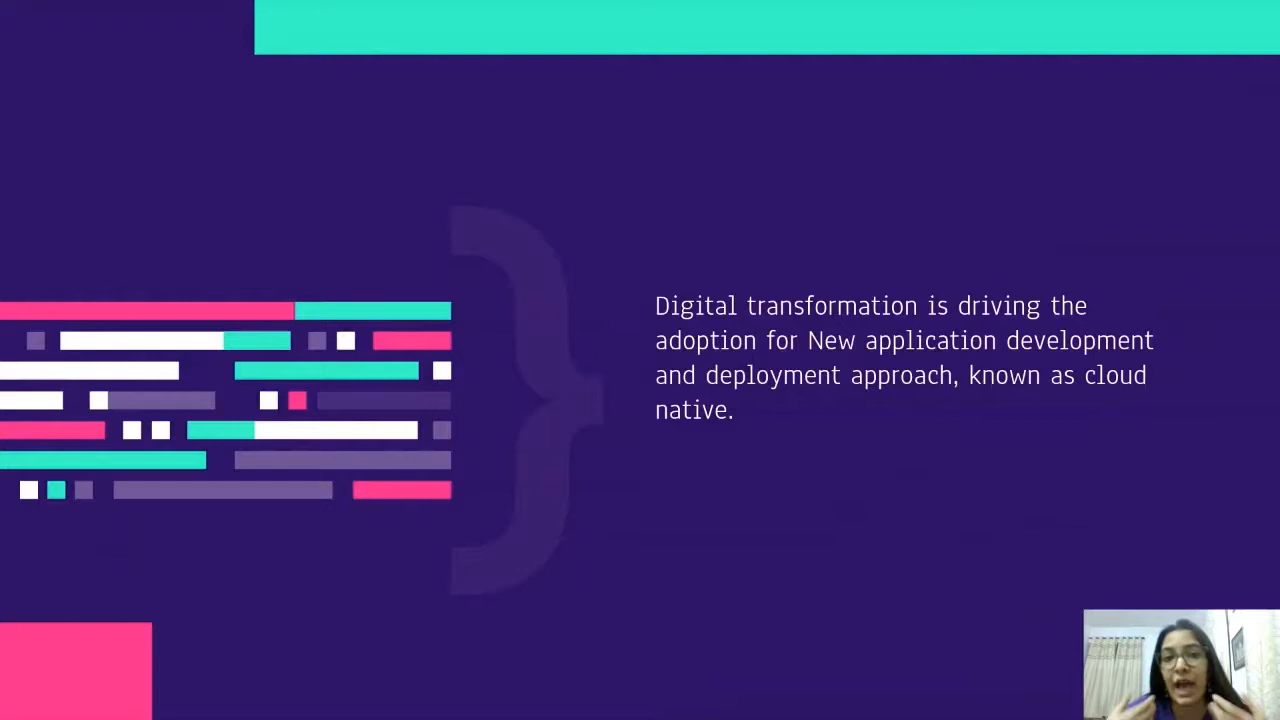 Digital transformation is driving the
adoption for New application development
and deployment approach, known as cloud
native.